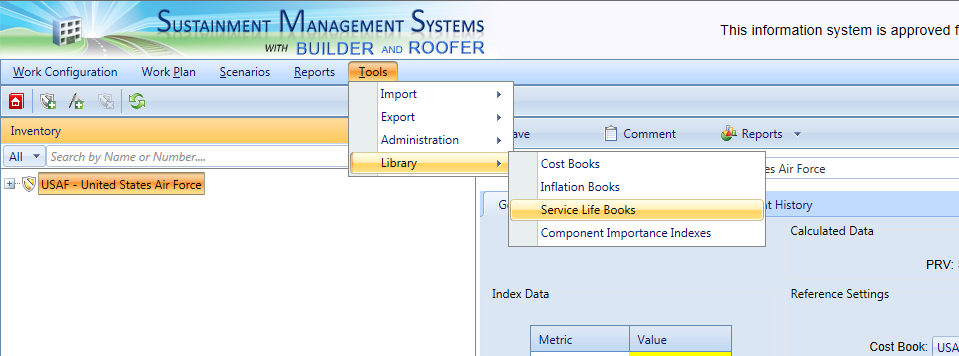 SUSTAINMENT MANAGEMENT SYSTEMS
WITH BUILDER AND ROOFER
This information system is approved f
Work Configuration Work Plan Scenarios Reports Tools
Import
Export
Administration
Library
Inventory
All Search by Name or Number....
USAF - United States Air Force
ave Comment Reports
Cost Books
Inflation Books
Service Life Books
Component Importance Indexes
es Air Force
Ge
nt History
Calculated Data
PRV:
Index Data Reference Settings
Metric Value
Cost Book: USA